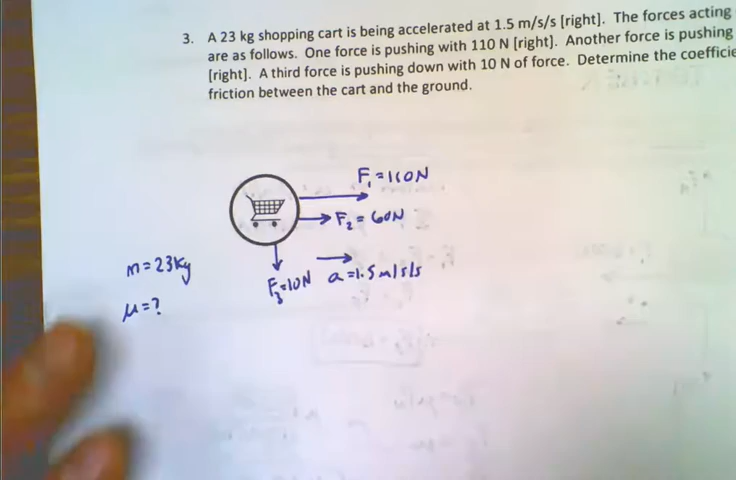 3. A 23 kg shopping cart is being accelerated at 1.5 m/s/s [right]. The forces acting
are as follows. One force is pushing with 110 N [right]. Another force is pushing
[right]. A third force is pushing down with 10 N of force. Determine the coefficie
friction between the cart and the ground.
F₁=110N
F₂=60N
m=23kg
F₃=10N a=1.5m/s/s
μ=?